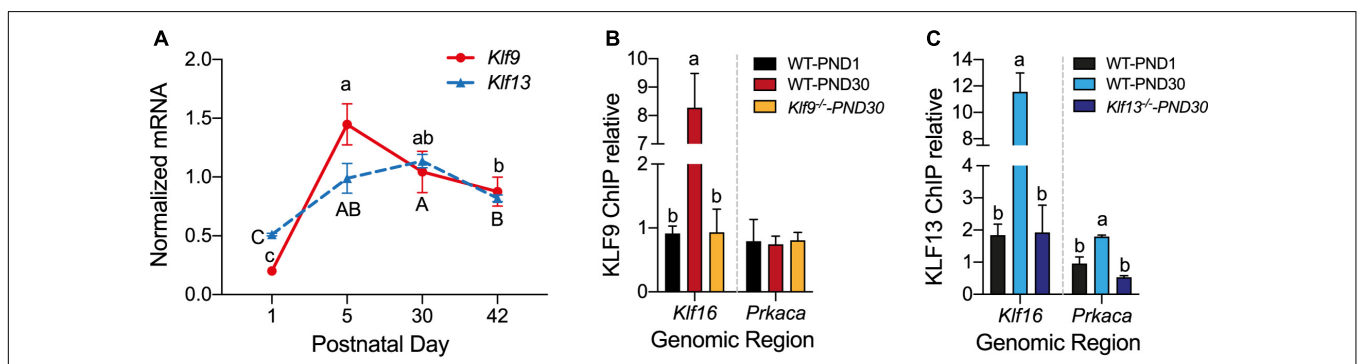 A
Normalized mRNA
2.0
1.5
1.0
0.5
0.0
Klf9
Klf13
a
ab
b
C
c
AB
A
B
1
5
30
42
Postnatal Day
B
KLF9 ChIP relative
10
9
8
7
6
2
1
0
WT-PND1
WT-PND30
Klf9-/--PND30
a
b
b
Klf16
Prkaca
Genomic Region
C
KLF13 ChIP relative
14
12
10
8
6
4
3
2
1
0
WT-PND1
WT-PND30
Klf13-/--PND30
a
b
b
a
b
b
Klf16
Prkaca
Genomic Region